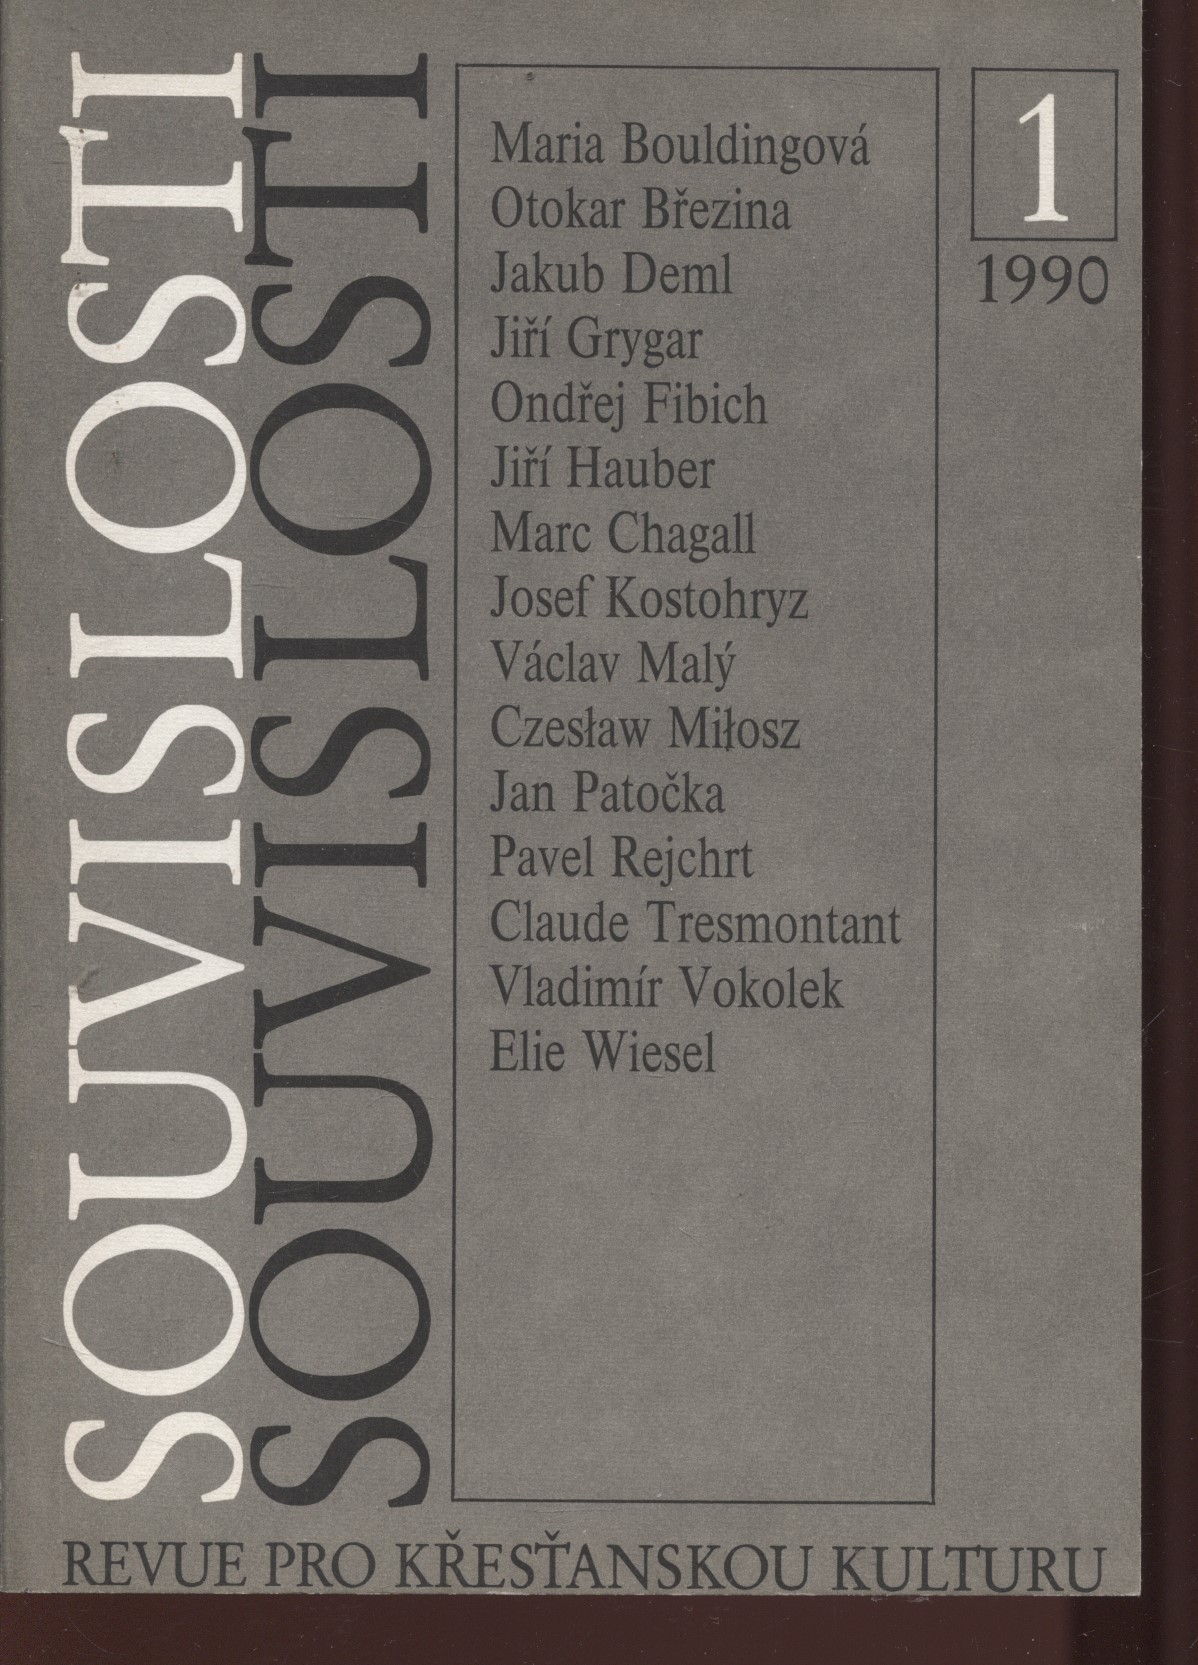 SOUVISLOSTI
SOUVISLOSTI
Maria Bouldingová
Otokar Březina
Jakub Deml
Jiří Grygar
Ondřej Fibich
Jiří Hauber
Marc Chagall
Josef Kostohryz
Václav Malý
Czesław Miłosz
Jan Patočka
Pavel Rejchrt
Claude Tresmontant
Vladimír Vokolek
Elie Wiesel
1
1990
REVUE PRO KŘESŤANSKOU KULTURU